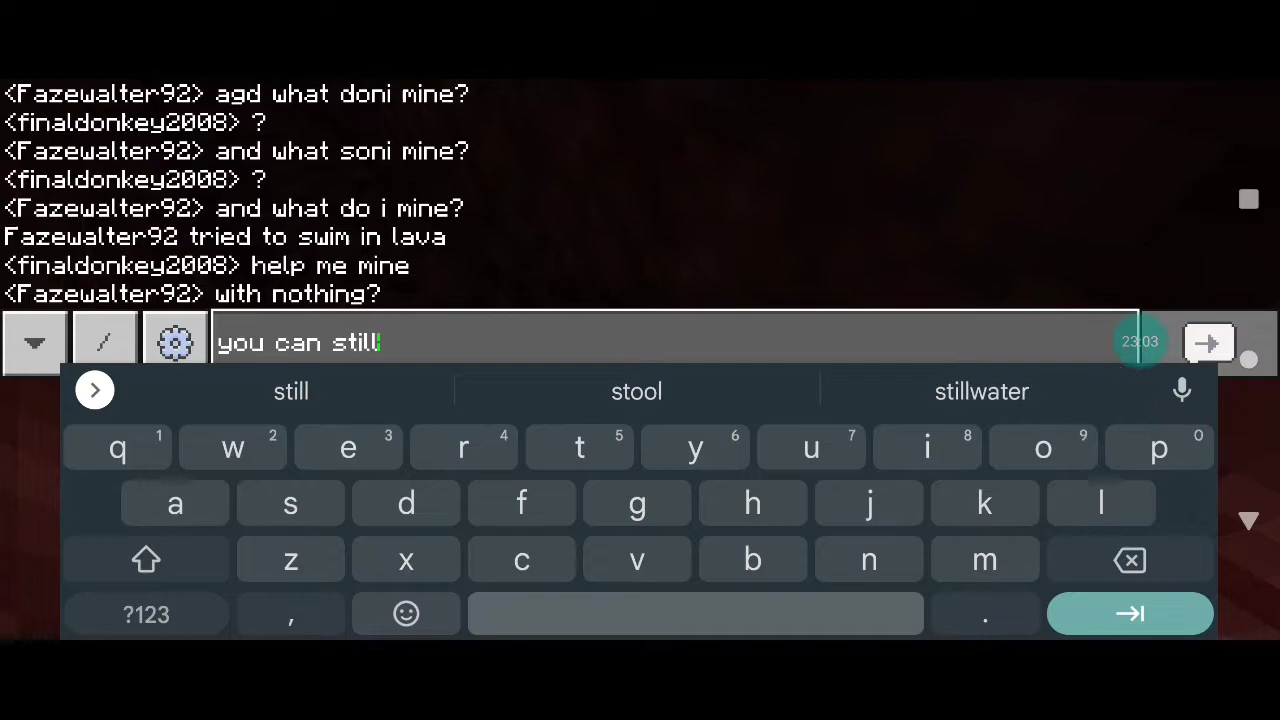 <Fazewalter92> agd what doni mine?
<finaldonkey2008> ?
<Fazewalter92> and what soni mine?
<finaldonkey2008> ?
<Fazewalter92> and what do i mine?
Fazewalter92 tried to swim in lava
<finaldonkey2008> help me mine
<Fazewalter92> with nothing?
/ you can still 23:03
still stool stillwater
q 1 w 2 e 3 r 4 t 5 y 6 u 7 i 8 o 9 p 0
a s d f g h j k l
z x c v b n m
?123 , .